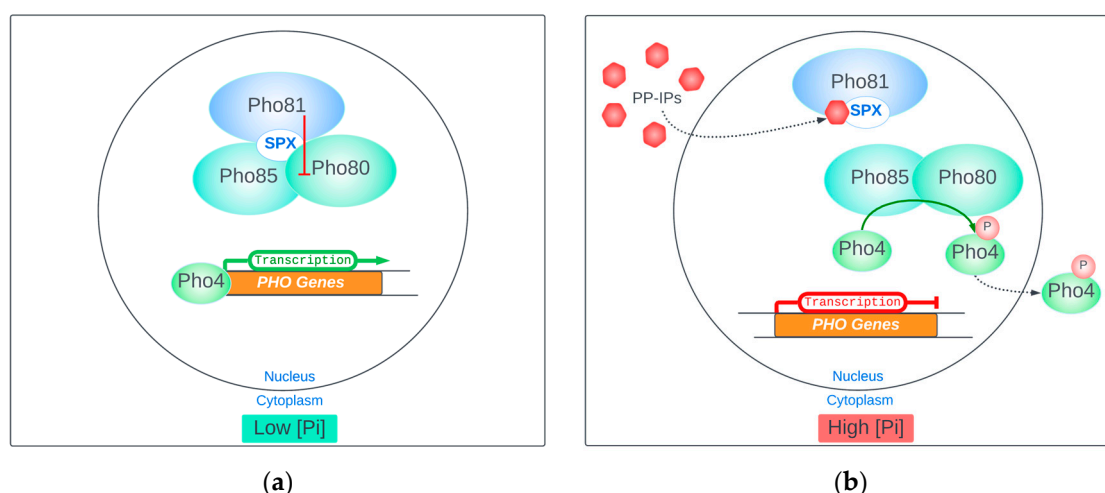 Pho81
SPX
Pho85
Pho80
Transcription
Pho4
PHO Genes
Nucleus
Cytoplasm
Low [Pi]
(a)
PP-IPs
Pho81
SPX
Pho85
Pho80
P
Pho4
Pho4
P
Pho4
Transcription
PHO Genes
Nucleus
Cytoplasm
High [Pi]
(b)